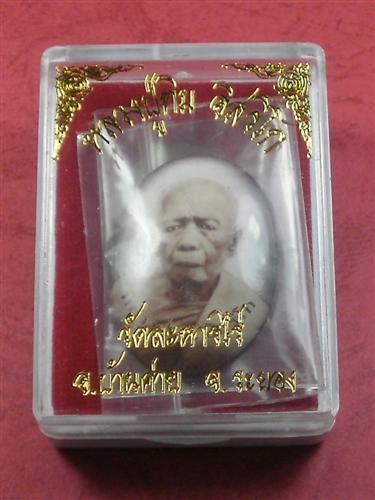 หลวงปู่ทิม อิสริโก
วัดละหารไร่
อ.บ้านค่าย จ.ระยอง